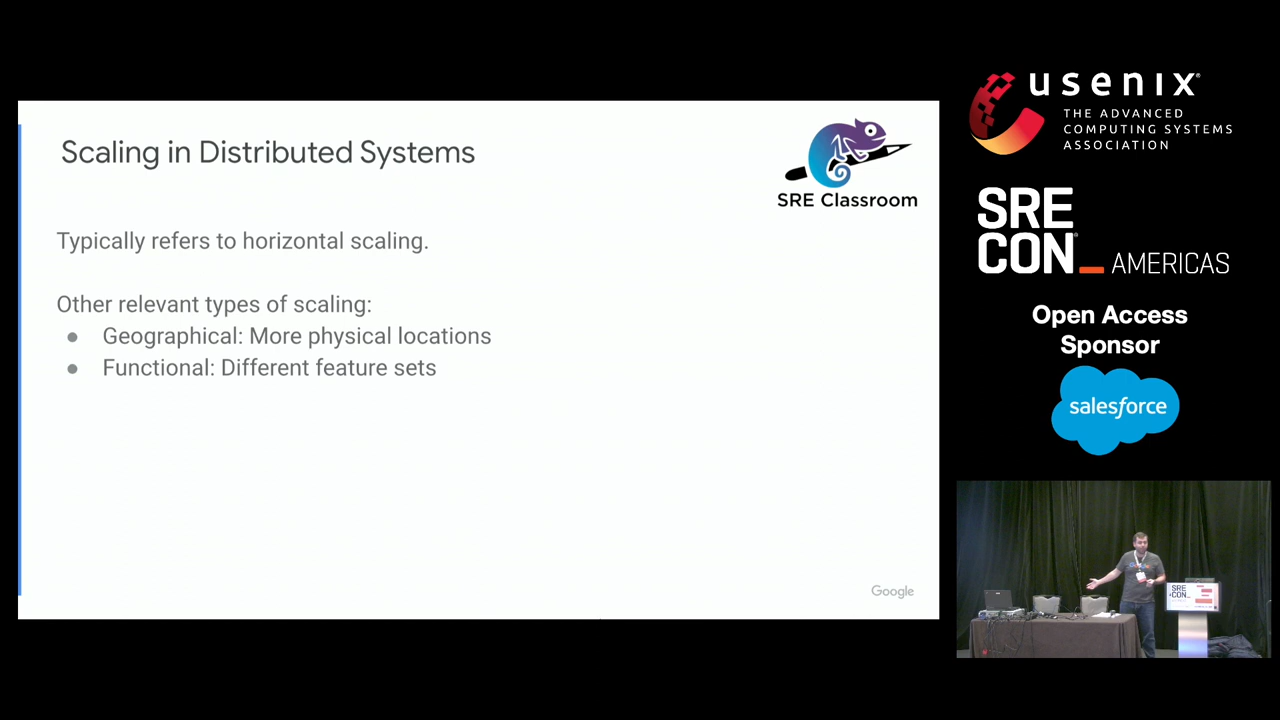 Scaling in Distributed Systems
SRE Classroom
Typically refers to horizontal scaling.
Other relevant types of scaling:
● Geographical: More physical locations
● Functional: Different feature sets
Google
usenix®
THE ADVANCED
COMPUTING SYSTEMS
ASSOCIATION
SRE
CON
AMERICAS
Open Access
Sponsor
salesforce
SRE
CON